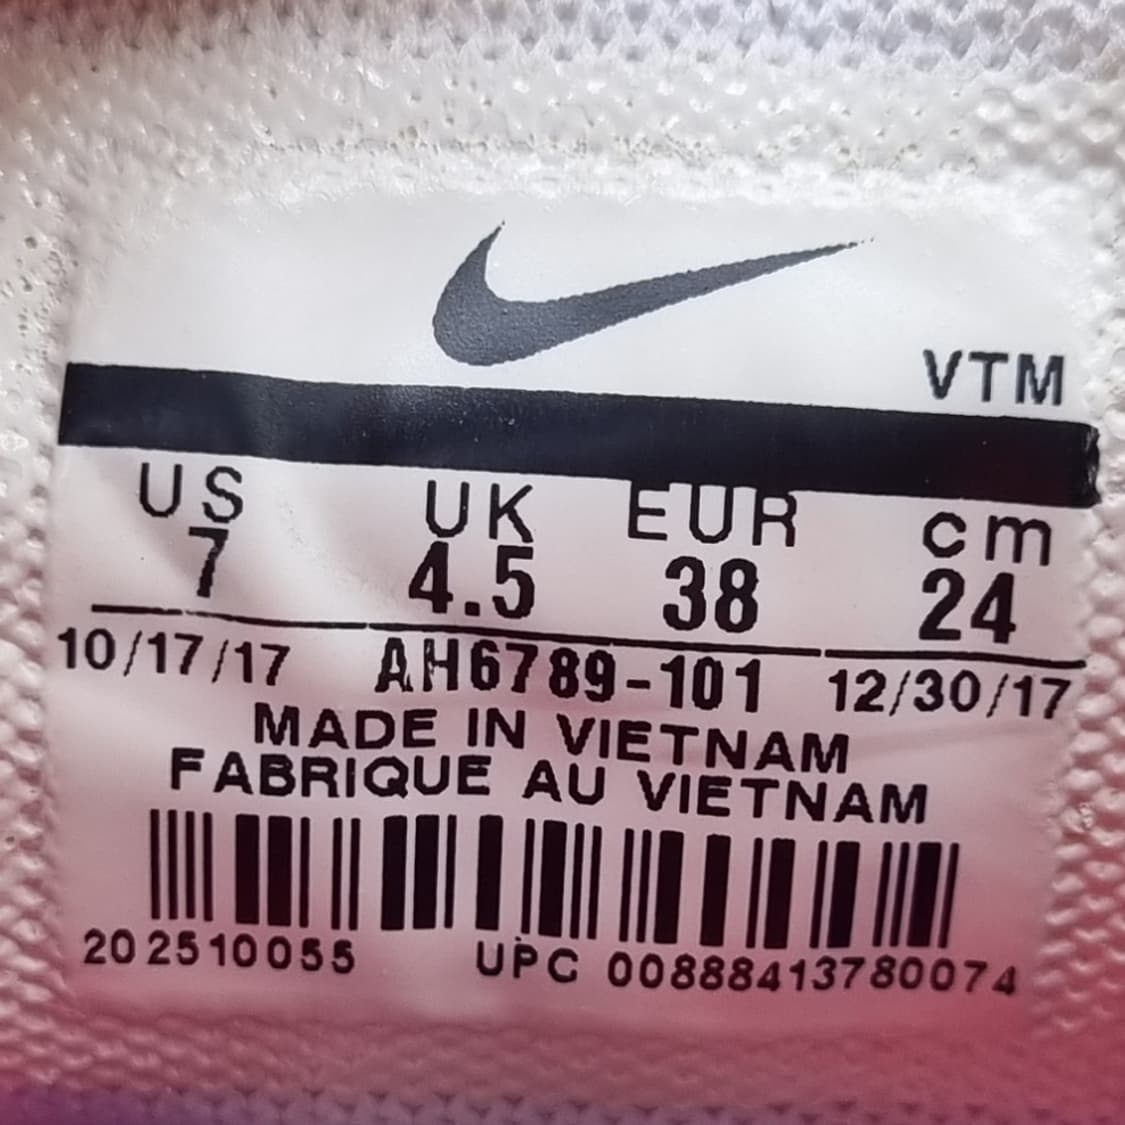 VTM
US UK EUR cm
7 4.5 38 24
10/17/17 AH6789-101 12/30/17
MADE IN VIETNAM
FABRIQUE AU VIETNAM
202510055 UPC 00888413780074